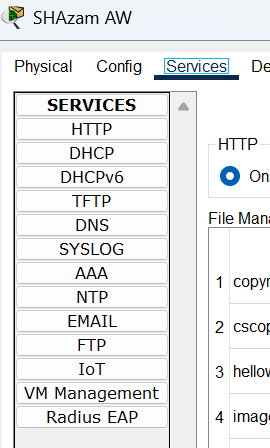 SHAzam AW
Physical Config Services De
SERVICES
HTTP
DHCP
DHCPv6
TFTP
DNS
SYSLOG
AAA
NTP
EMAIL
FTP
IoT
VM Management
Radius EAP
HTTP
On
File Mana
1 copyr
2 cscop
3 hellow
4 image